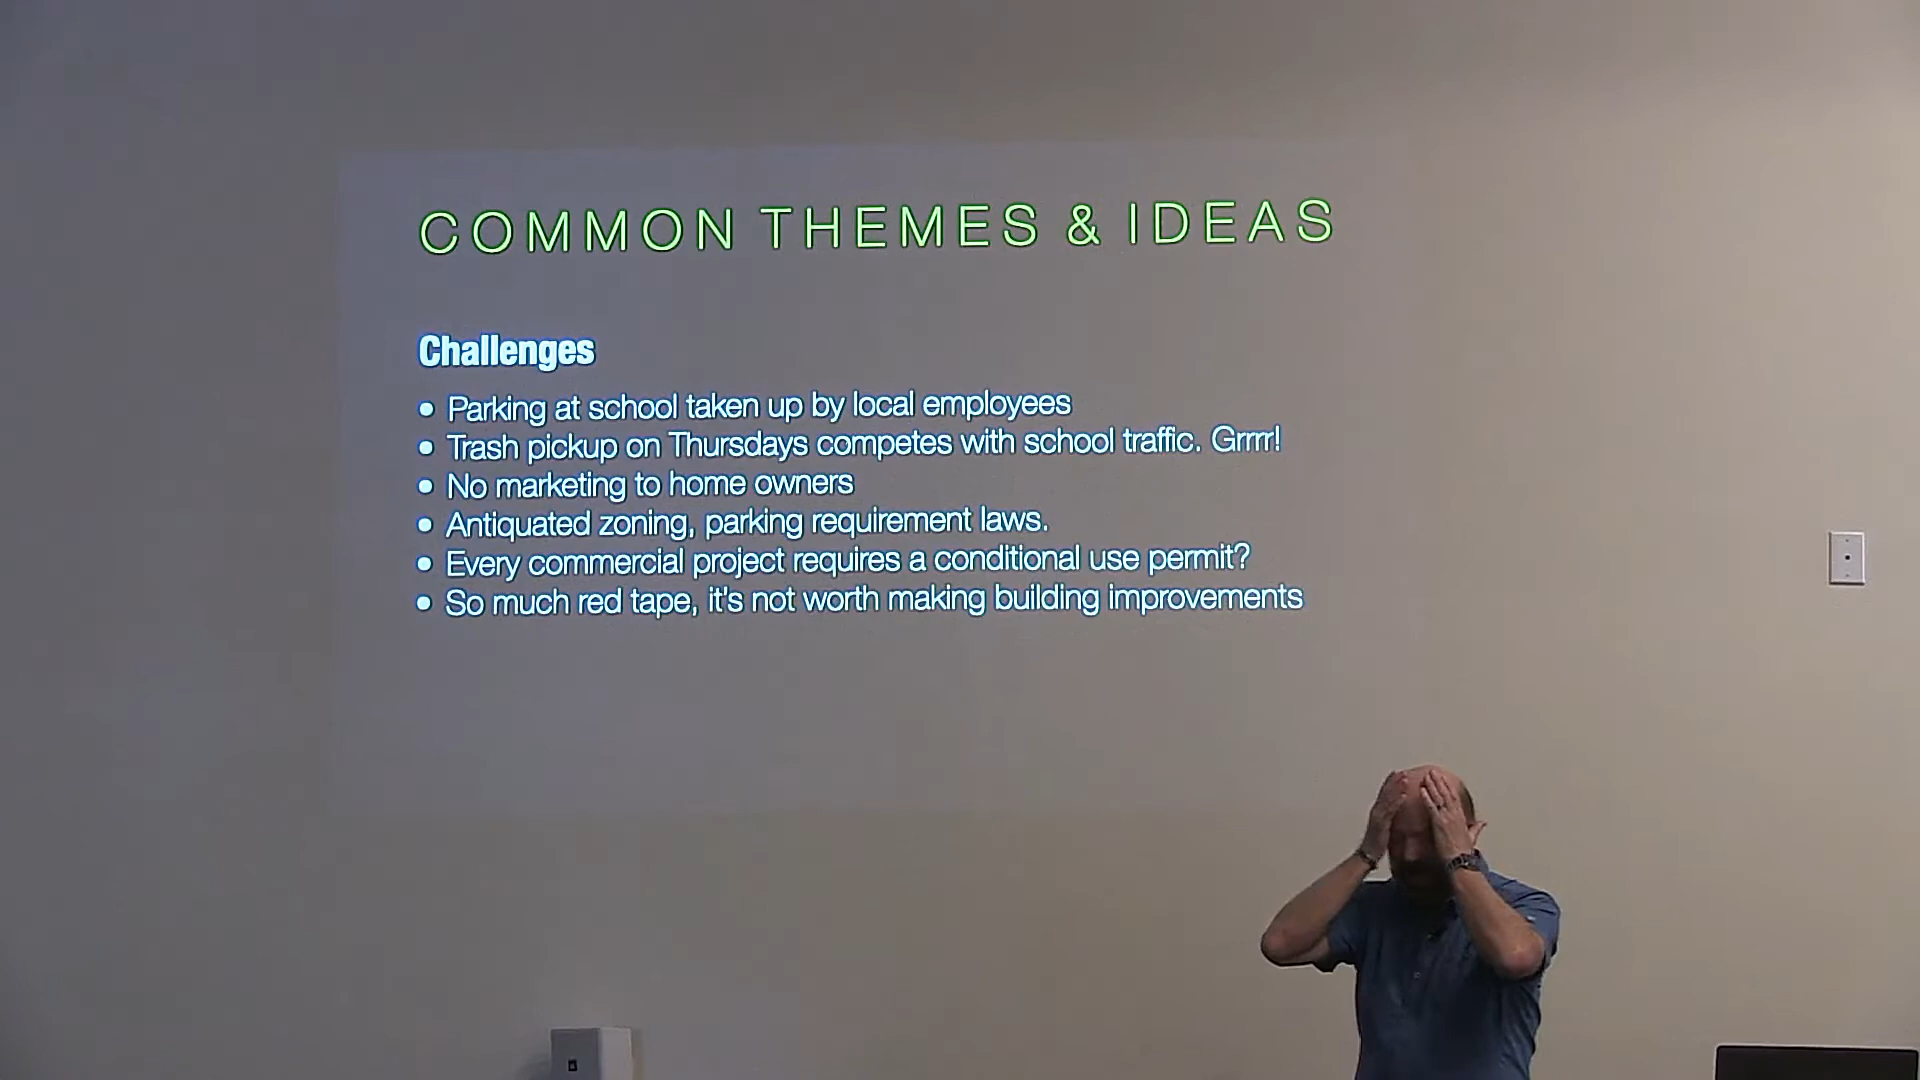 COMMON THEMES & IDEAS
Challenges
• Parking at school taken up by local employees
• Trash pickup on Thursdays competes with school traffic. Grrrr!
• No marketing to home owners
• Antiquated zoning, parking requirement laws.
• Every commercial project requires a conditional use permit?
• So much red tape, it's not worth making building improvements